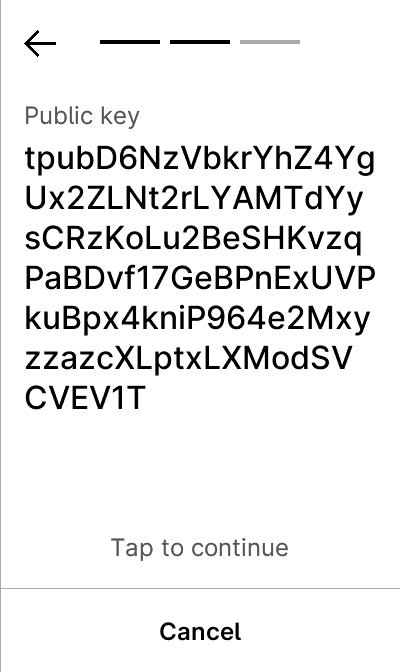 Public key
tpubD6NzVbkrYhZ4Yg
Ux2ZLNt2rLYAMTdYy
sCRzKoLu2BeSHKvzq
PaBDvf17GeBPnExUVP
kuBpx4kniP964e2Mxy
zzazcXLptxLXModSV
CVEV1T
Tap to continue
Cancel